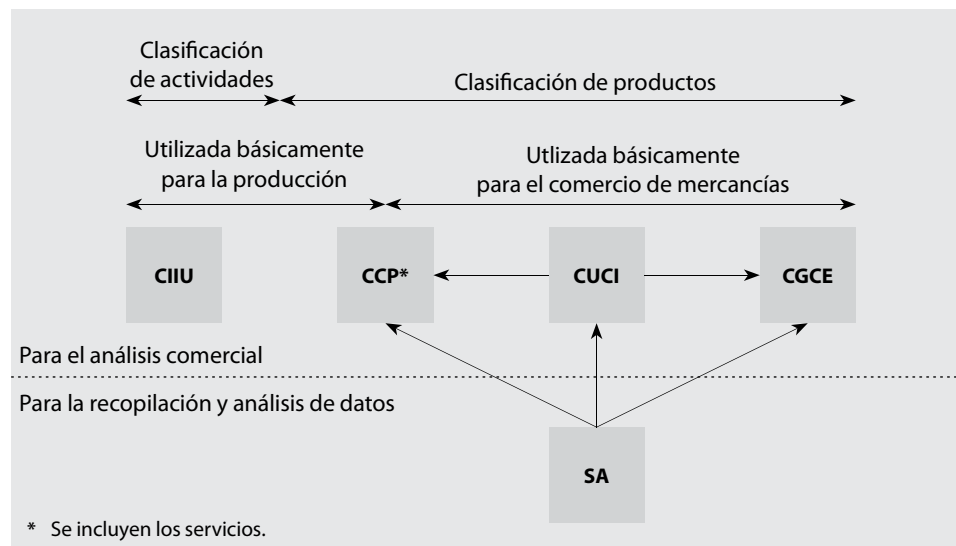 Clasificación
de actividades
Clasificación de productos
Utilizada básicamente
para la producción
Utlizada básicamente
para el comercio de mercancías
CIIU
CCP*
CUCI
CGCE
Para el análisis comercial
Para la recopilación y análisis de datos
SA
* Se incluyen los servicios.